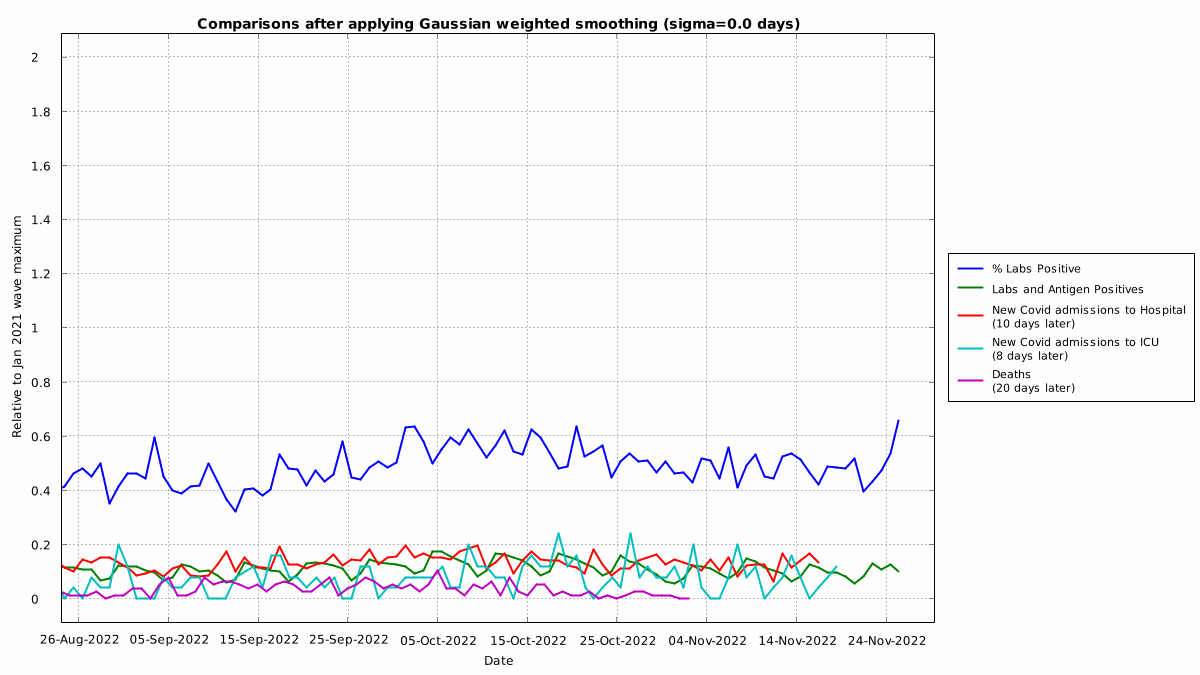 Comparisons after applying Gaussian weighted smoothing (sigma=0.0 days)
2
1.8
1.6
1.4
1.2
1
0.8
0.6
0.4
0.2
0
Relative to Jan 2021 wave maximum
26-Aug-2022 05-Sep-2022 15-Sep-2022 25-Sep-2022 05-Oct-2022 15-Oct-2022 25-Oct-2022 04-Nov-2022 14-Nov-2022 24-Nov-2022
Date
% Labs Positive
Labs and Antigen Positives
New Covid admissions to Hospital
(10 days later)
New Covid admissions to ICU
(8 days later)
Deaths
(20 days later)